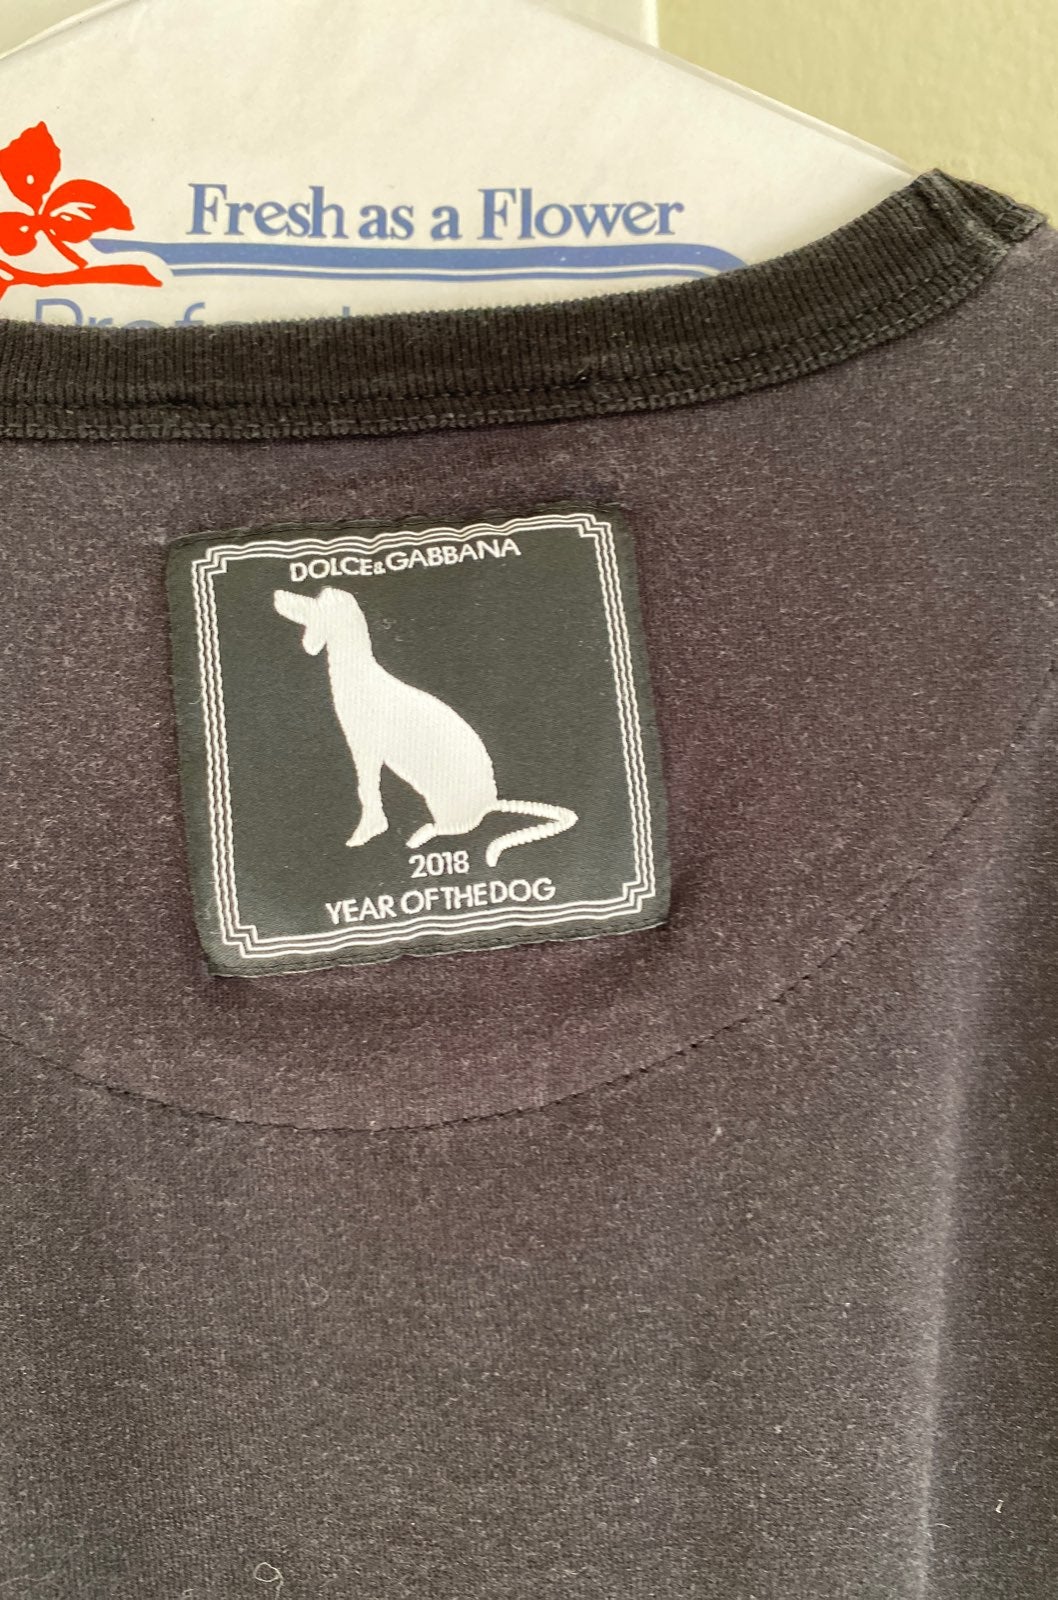 Fresh as a Flower
DOLCE&GABBANA
2018
YEAR OF THE DOG